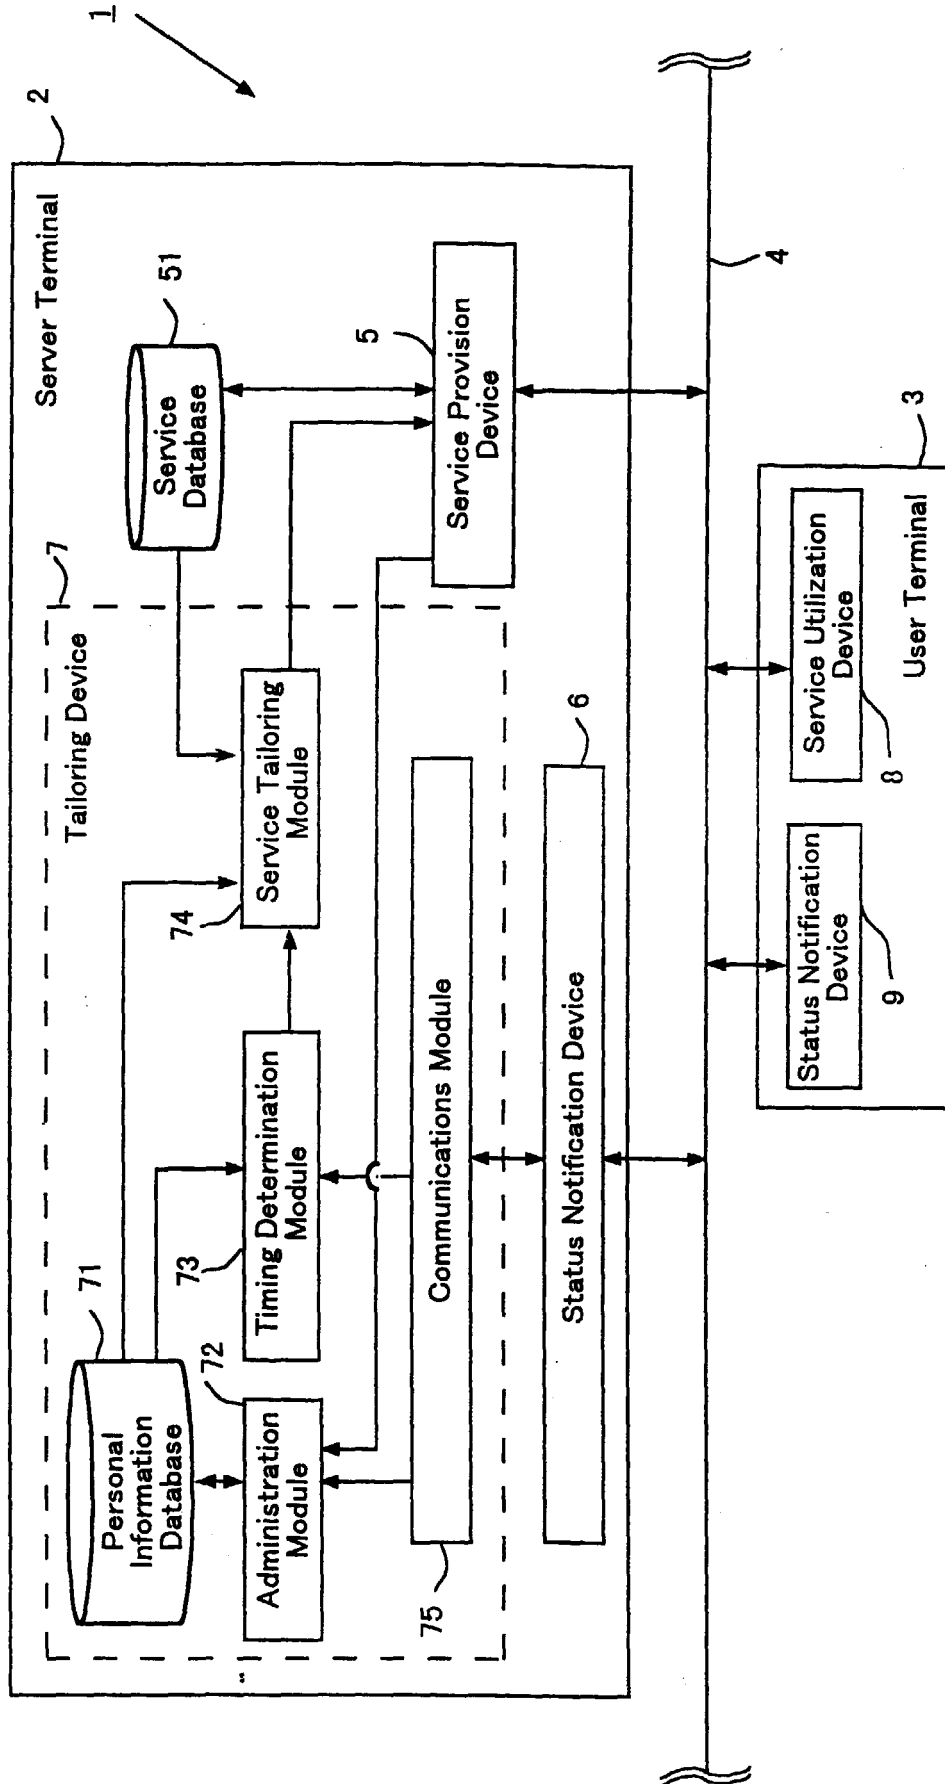 1
2
Server Terminal
7
Tailoring Device
71
Personal
Information
Database
Service
Database
51
72
Administration
Module
73
Timing Determination
Module
74
Service Tailoring
Module
5
Service Provision
Device
75
Communications Module
6
Status Notification Device
4
3
Status Notification
Device
9
Service Utilization
Device
8
User Terminal